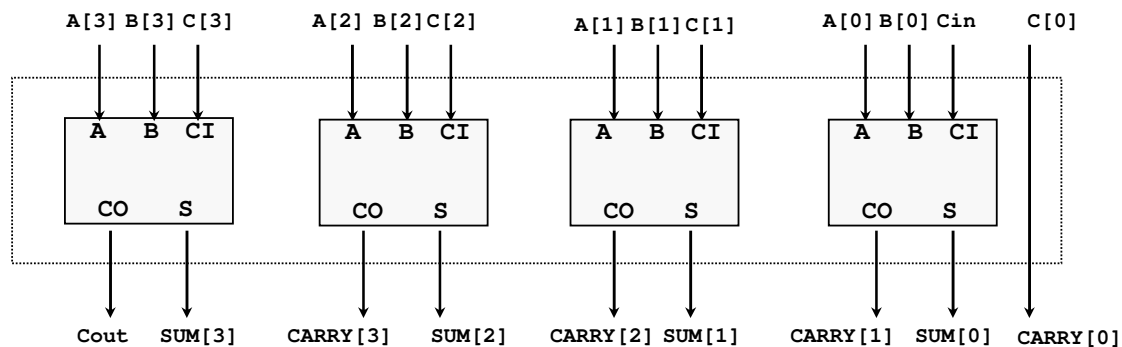 A[3] B[3] C[3] A[2] B[2] C[2] A[1] B[1] C[1] A[0] B[0] Cin C[0]
A B CI A B CI A B CI A B CI
CO S CO S CO S CO S
Cout SUM[3] CARRY[3] SUM[2] CARRY[2] SUM[1] CARRY[1] SUM[0] CARRY[0]